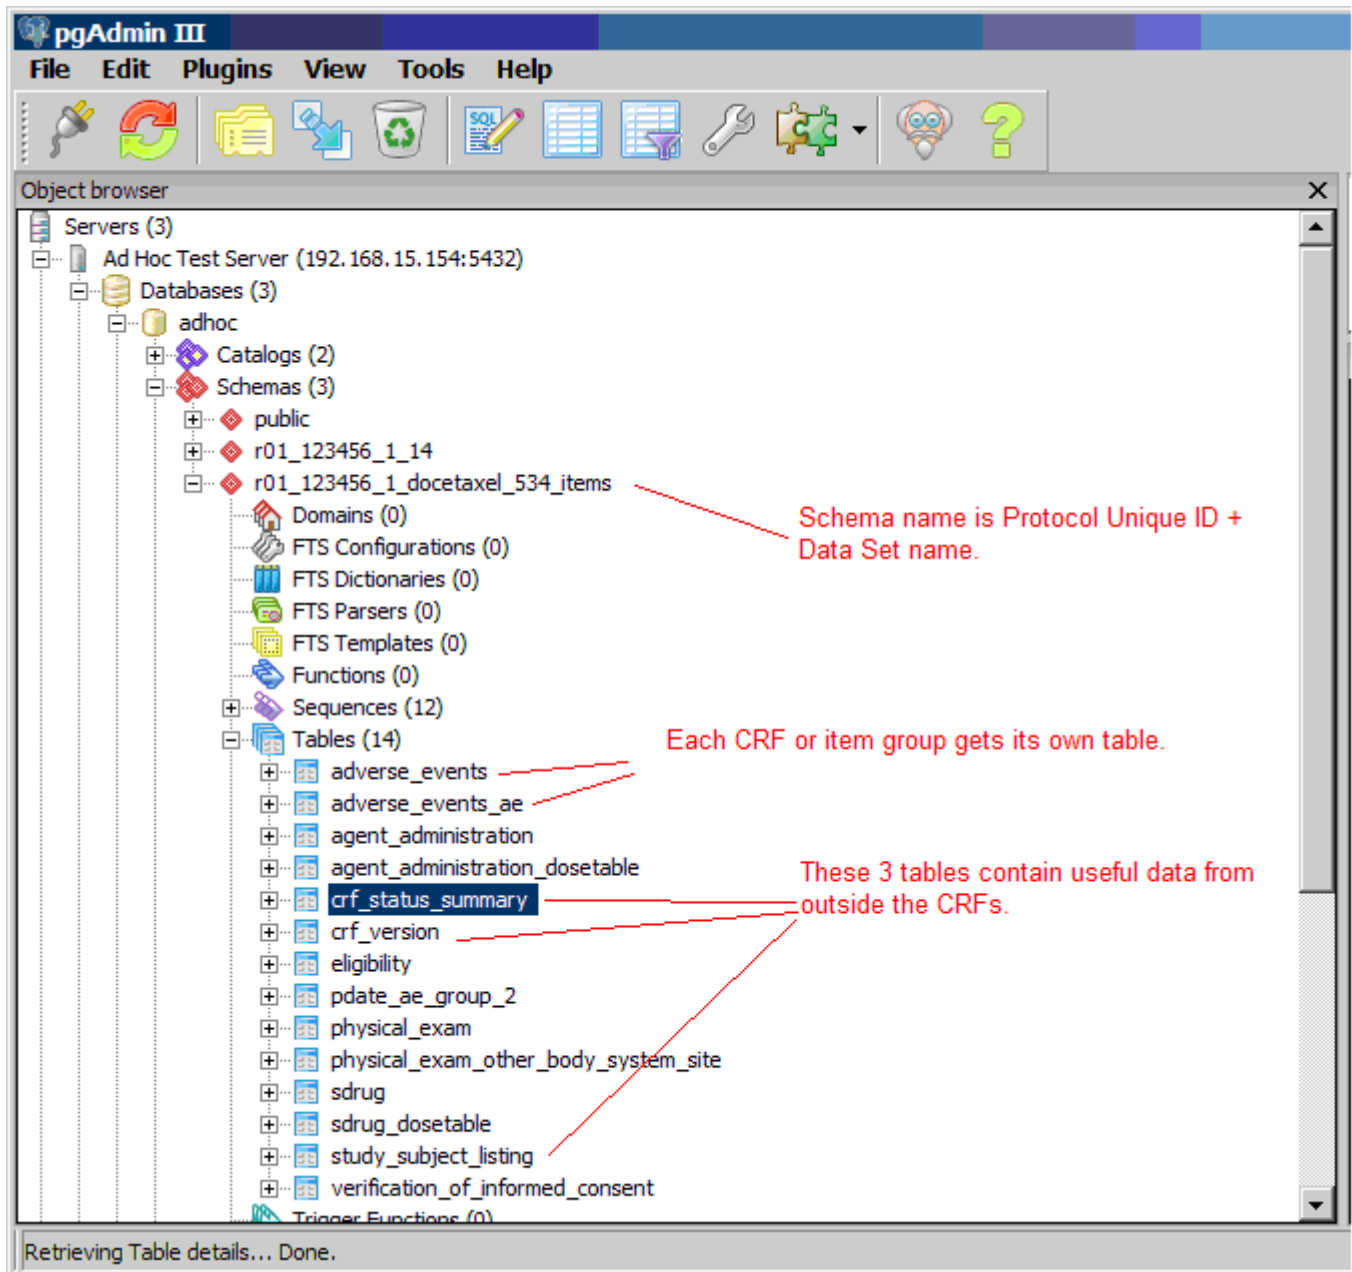 pgAdmin III
File Edit Plugins View Tools Help
SQL
Object browser
Servers (3)
Ad Hoc Test Server (192.168.15.154:5432)
Databases (3)
adhoc
Catalogs (2)
Schemas (3)
public
r01_123456_1_14
r01_123456_1_docetaxel_534_items
Schema name is Protocol Unique ID +
Data Set name.
Domains (0)
FTS Configurations (0)
FTS Dictionaries (0)
FTS Parsers (0)
FTS Templates (0)
Functions (0)
Sequences (12)
Tables (14)
Each CRF or item group gets its own table.
adverse_events
adverse_events_ae
agent_administration
agent_administration_dosetable
These 3 tables contain useful data from
outside the CRFs.
crf_status_summary
crf_version
eligibility
pdate_ae_group_2
physical_exam
physical_exam_other_body_system_site
sdrug
sdrug_dosetable
study_subject_listing
verification_of_informed_consent
Trigger Functions (0)
Retrieving Table details... Done.